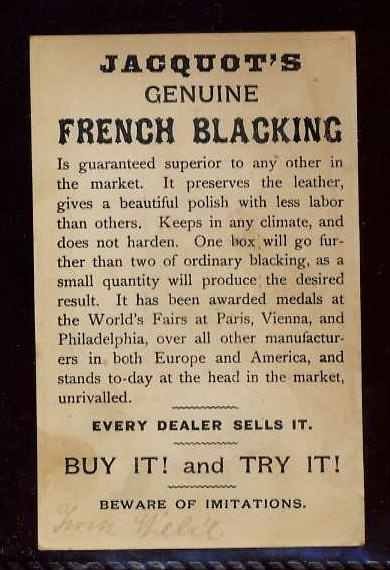 JACQUOT'S
GENUINE
FRENCH BLACKING
Is guaranteed superior to any other in
the market. It preserves the leather,
gives a beautiful polish with less labor
than others. Keeps in any climate, and
does not harden. One box will go fur-
ther than two of ordinary blacking, as a
small quantity will produce the desired
result. It has been awarded medals at
the World's Fairs at Paris, Vienna, and
Philadelphia, over all other manufactur-
ers in both Europe and America, and
stands to-day at the head in the market,
unrivalled.
EVERY DEALER SELLS IT.
BUY IT! and TRY IT!
BEWARE OF IMITATIONS.
From